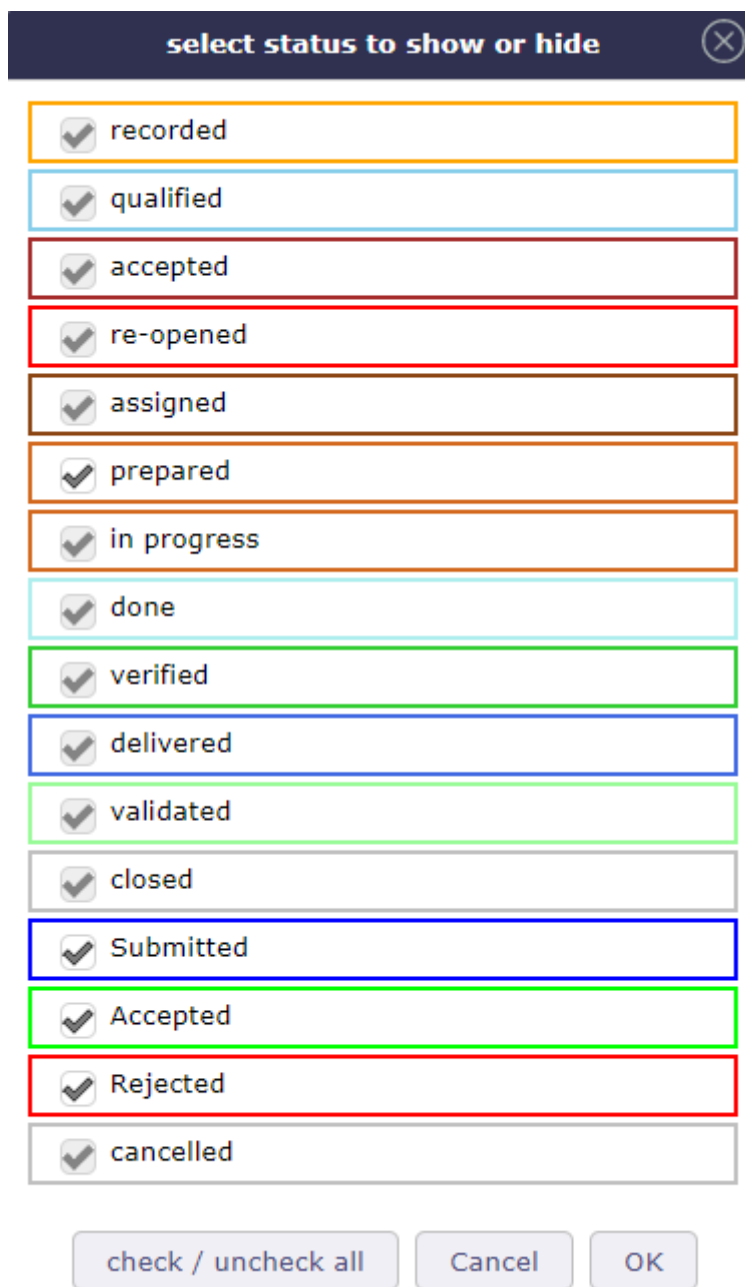 select status to show or hide
recorded
qualified
accepted
re-opened
assigned
prepared
in progress
done
verified
delivered
validated
closed
Submitted
Accepted
Rejected
cancelled
check / uncheck all Cancel OK